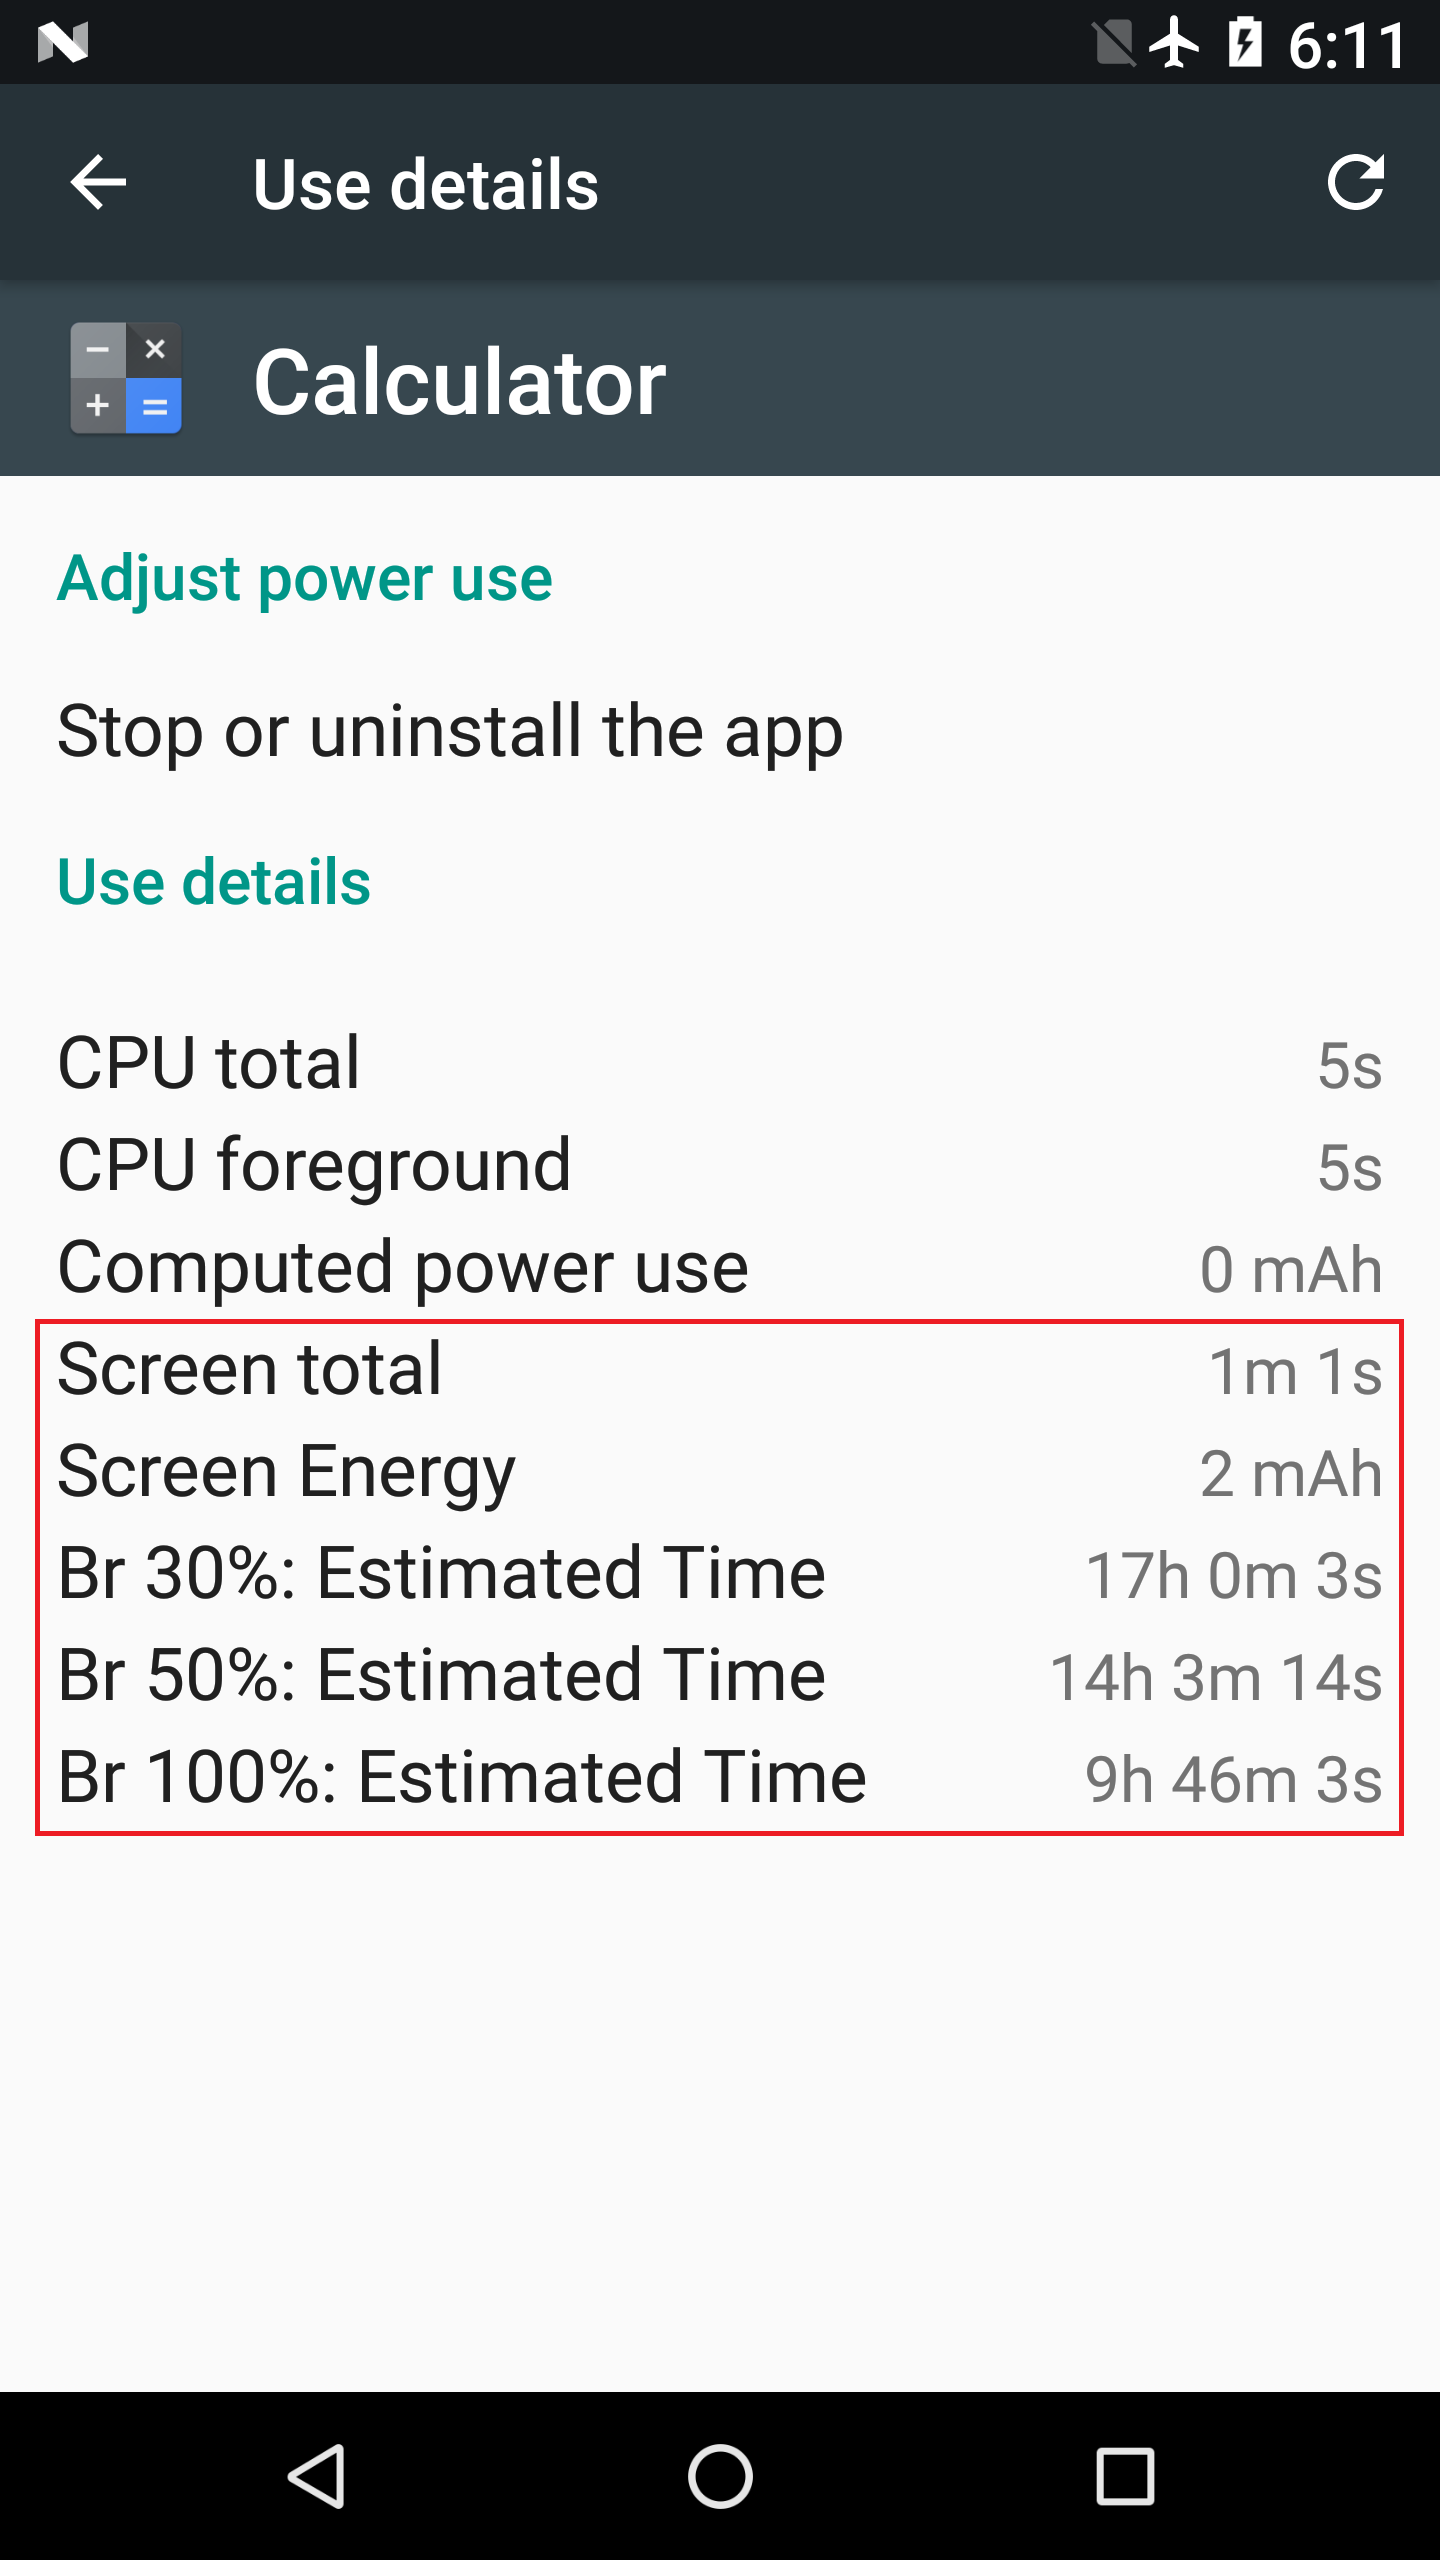 6:11
Use details
Calculator
Adjust power use
Stop or uninstall the app
Use details
CPU total 5s
CPU foreground 5s
Computed power use 0 mAh
Screen total 1m 1s
Screen Energy 2 mAh
Br 30%: Estimated Time 17h 0m 3s
Br 50%: Estimated Time 14h 3m 14s
Br 100%: Estimated Time 9h 46m 3s